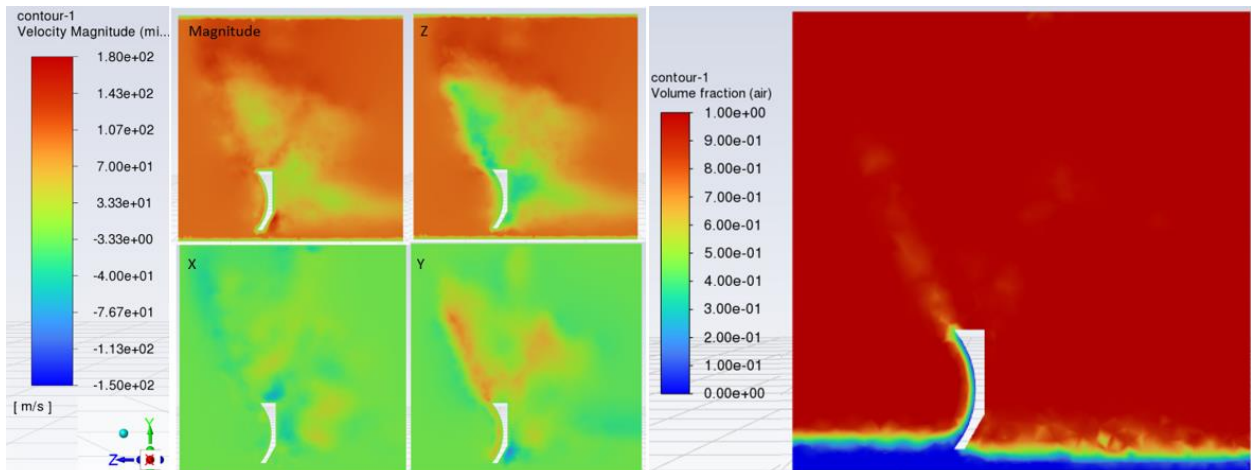 contour-1
Velocity Magnitude (mi...
1.80e+02
1.43e+02
1.07e+02
7.00e+01
3.33e+01
-3.33e+00
-4.00e+01
-7.67e+01
-1.13e+02
-1.50e+02
[ m/s ]
Y
Z
Magnitude
Z
X
Y
contour-1
Volume fraction (air)
1.00e+00
9.00e-01
8.00e-01
7.00e-01
6.00e-01
5.00e-01
4.00e-01
3.00e-01
2.00e-01
1.00e-01
0.00e+00